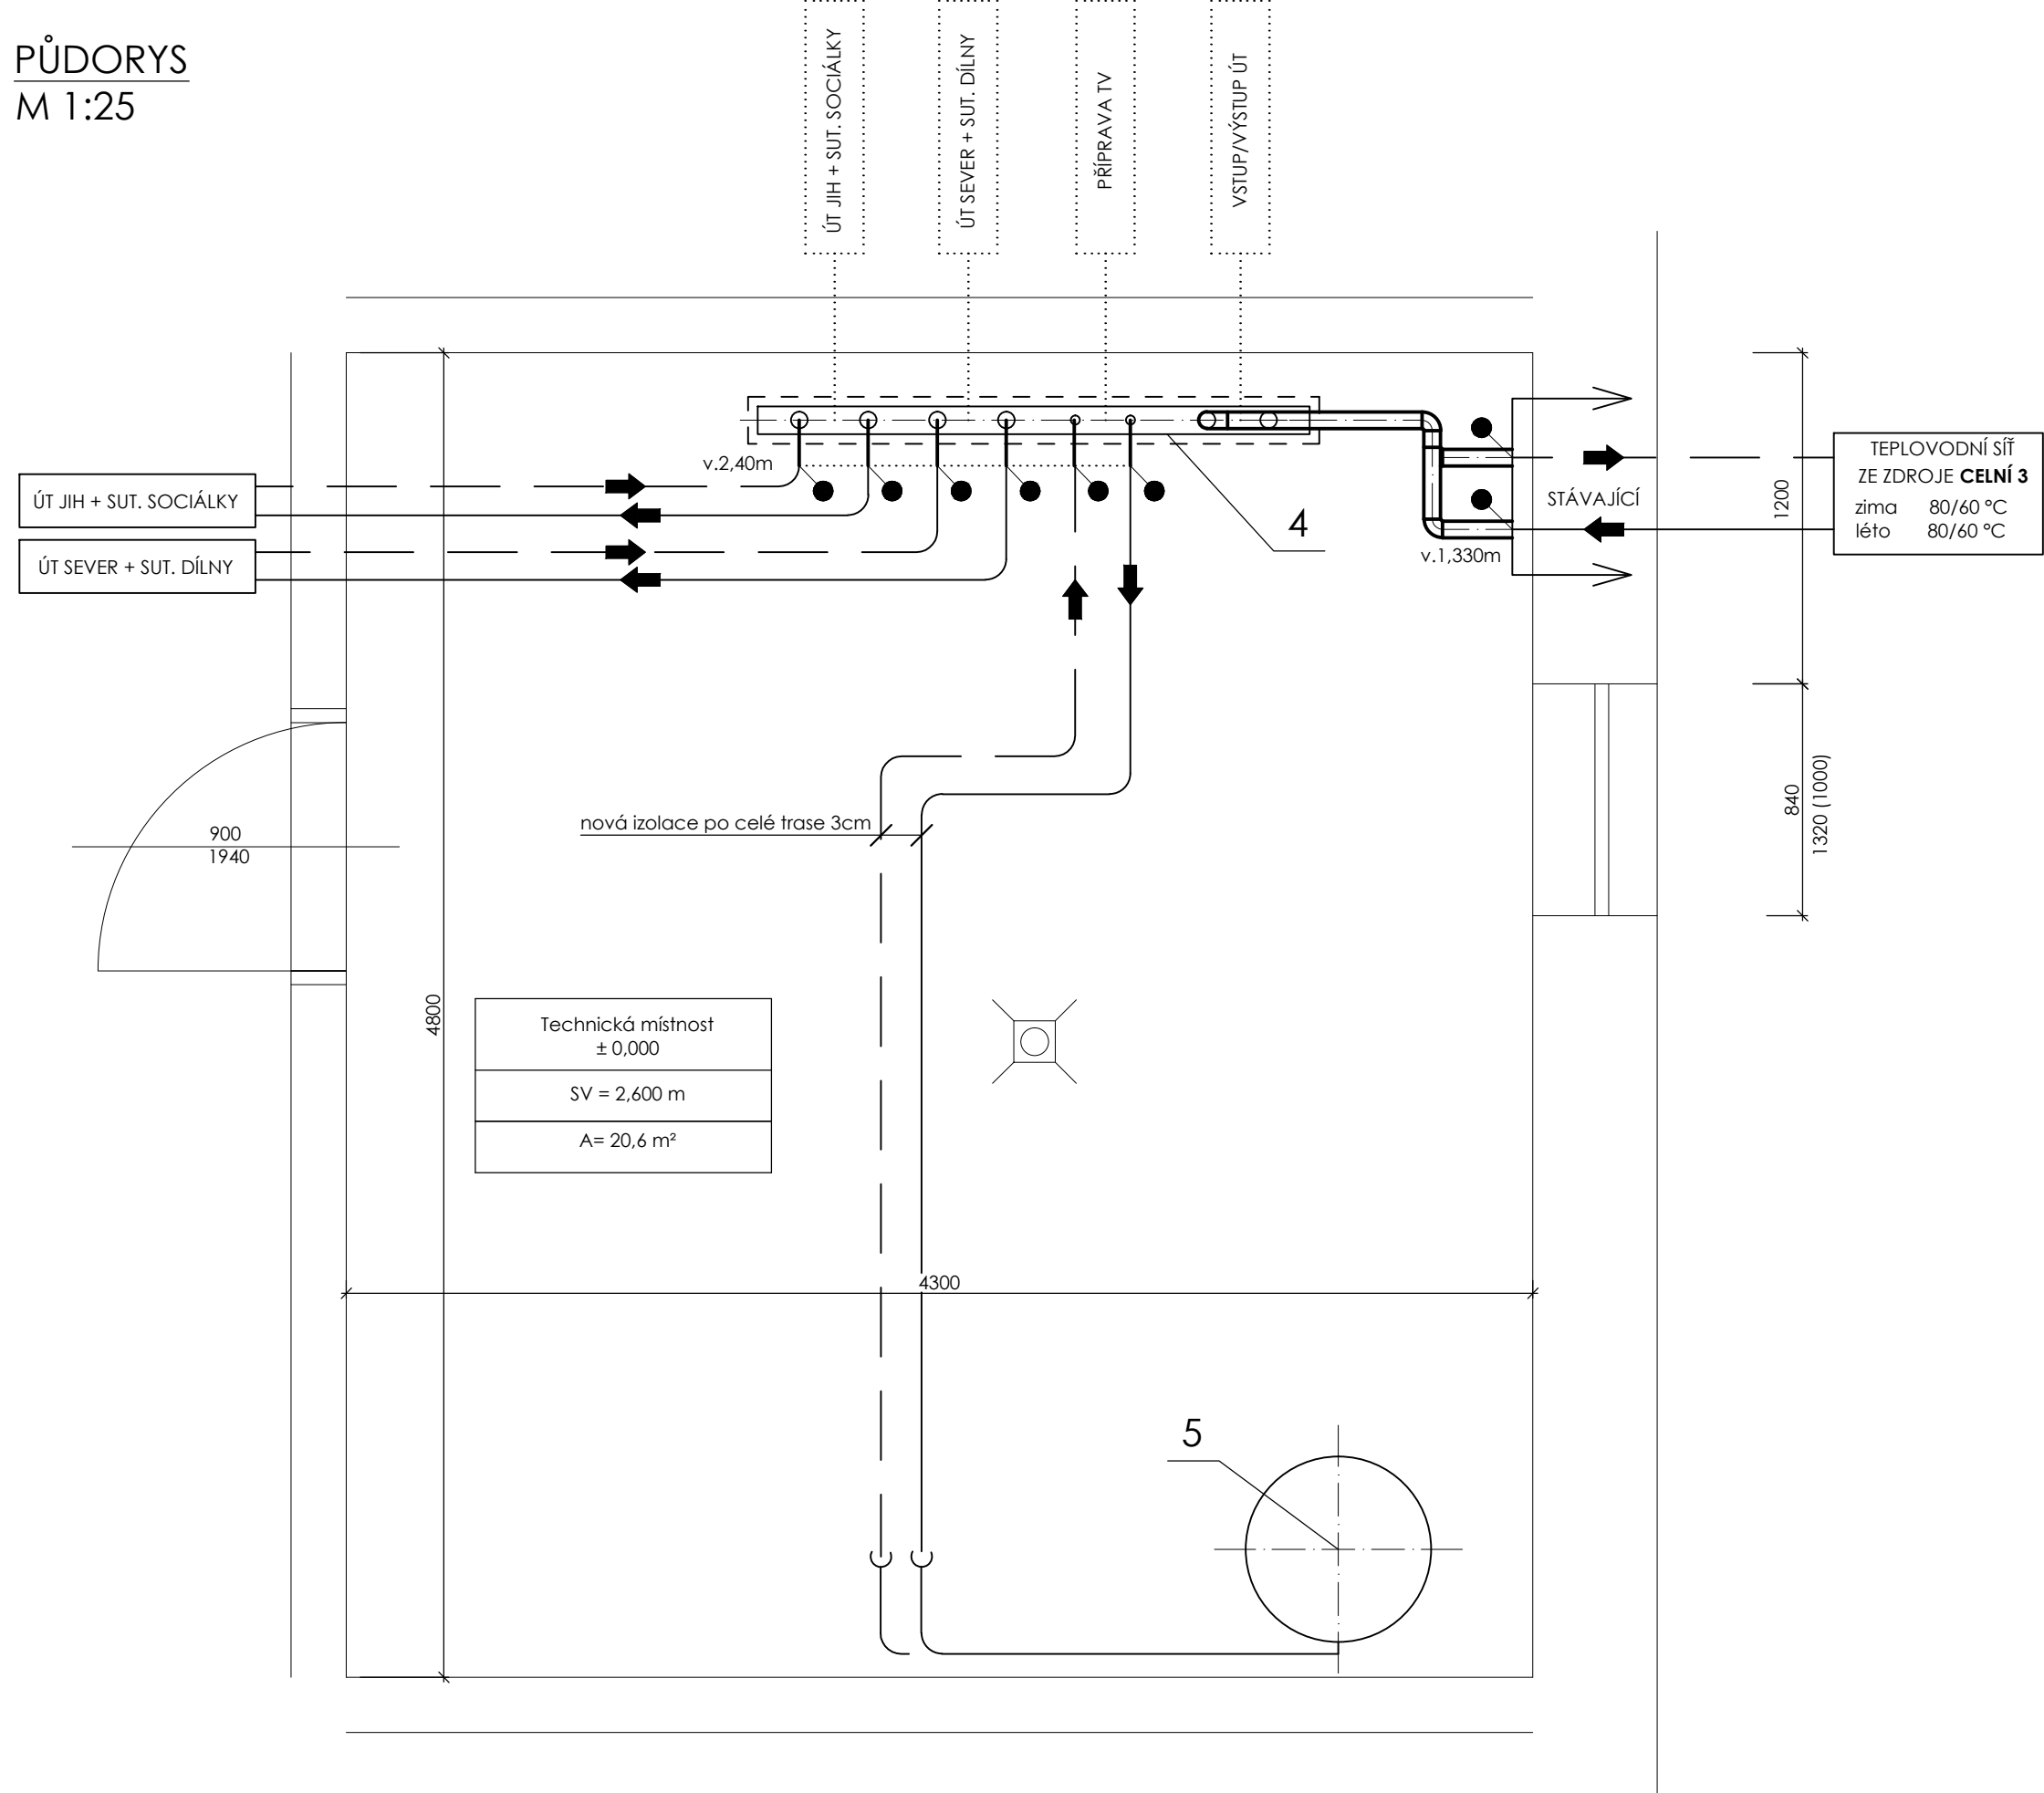 PŮDORYS
M 1:25
ÚT JIH + SUT. SOCIÁLKY
ÚT SEVER + SUT. DÍLNY
PŘÍPRAVA TV
VSTUP/VÝSTUP ÚT
v.2,40m
ÚT JIH + SUT. SOCIÁLKY
ÚT SEVER + SUT. DÍLNY
4
STÁVAJÍCÍ
v.1,330m
TEPLOVODNÍ SÍŤ
ZE ZDROJE CELNÍ 3
zima 80/60 °C
léto 80/60 °C
1200
840
1320 (1000)
nová izolace po celé trase 3cm
900
1940
4800
Technická místnost
± 0,000
SV = 2,600 m
A= 20,6 m²
4300
5